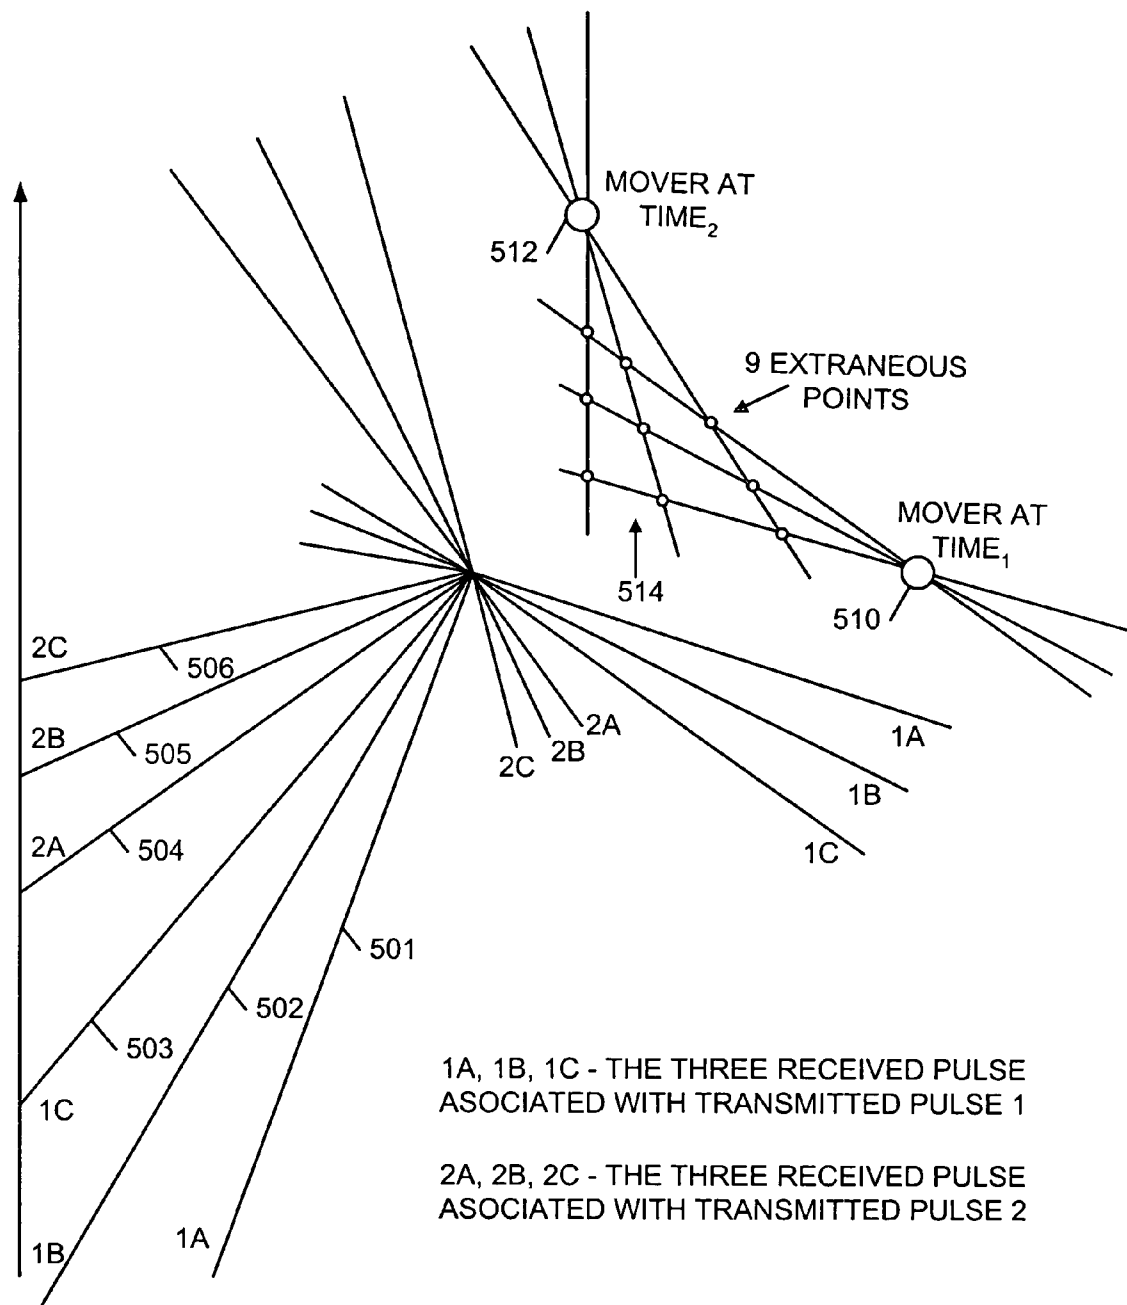 MOVER AT
TIME2
512
9 EXTRANEOUS
POINTS
MOVER AT
TIME1
514
510
2C
506
2B
505
2A
504
2A
2B
2C
1A
1B
1C
501
502
503
1C
1B
1A
1A, 1B, 1C - THE THREE RECEIVED PULSE
ASOCIATED WITH TRANSMITTED PULSE 1
2A, 2B, 2C - THE THREE RECEIVED PULSE
ASOCIATED WITH TRANSMITTED PULSE 2